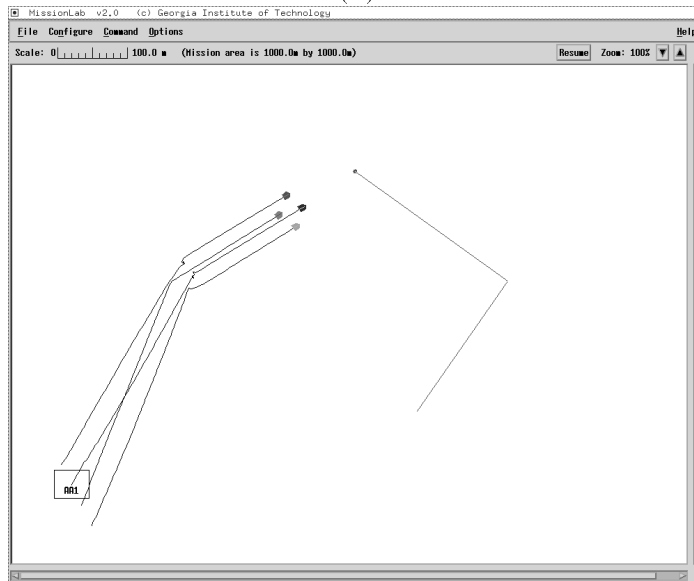 MissionLab v2.0 (c) Georgia Institute of Technology
File Configure Command Options Help
Scale: 0 100.0 m (Mission area is 1000.0m by 1000.0m) Resume Zoom: 100%
AA1